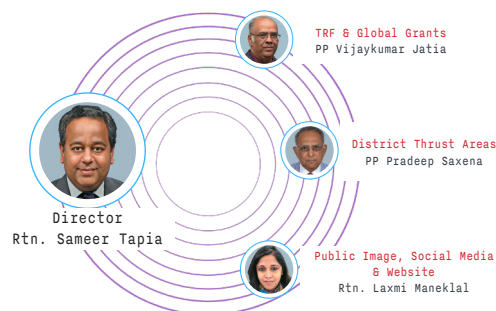 TRF & Global Grants
PP Vijaykumar Jatia
District Thrust Areas
PP Pradeep Saxena
Director
Rtn. Sameer Tapia
Public Image, Social Media
& Website
Rtn. Laxmi Maneklal